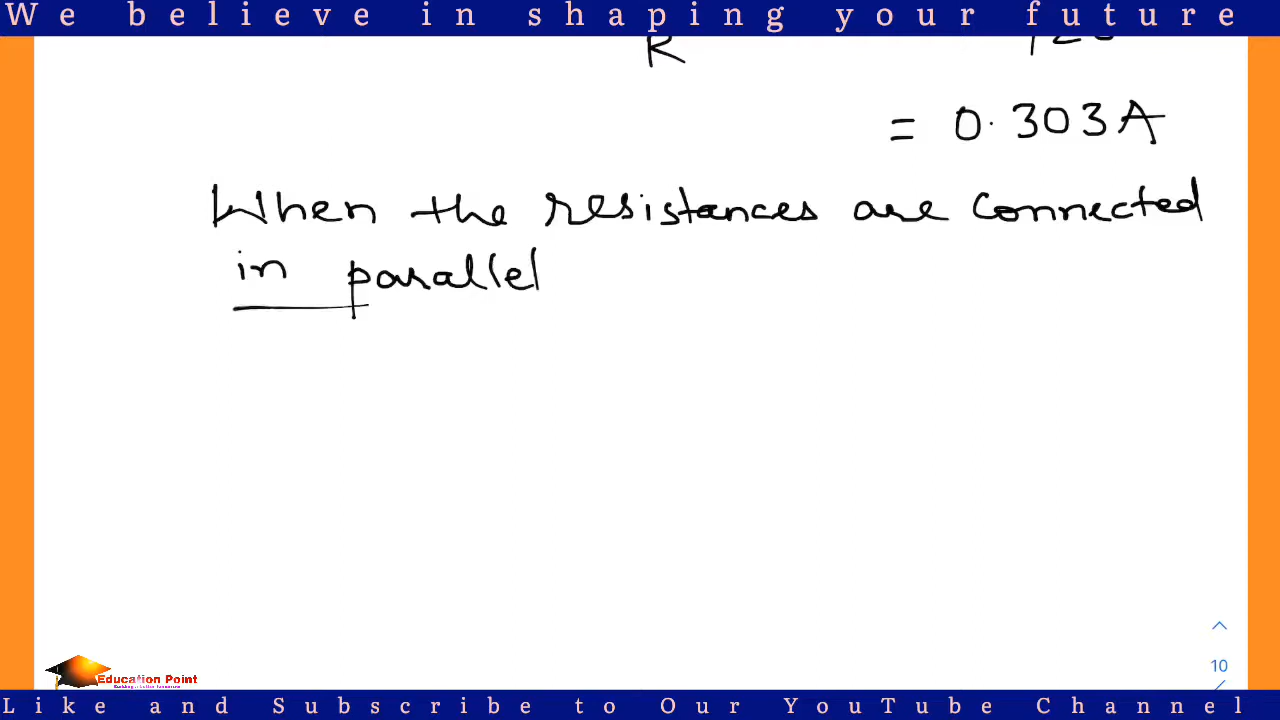 We believe in shaping your future
R
= 0.303A
When the resistances are connected
in parallel
10
Education Point
Like and Subscribe to Our YouTube Channel